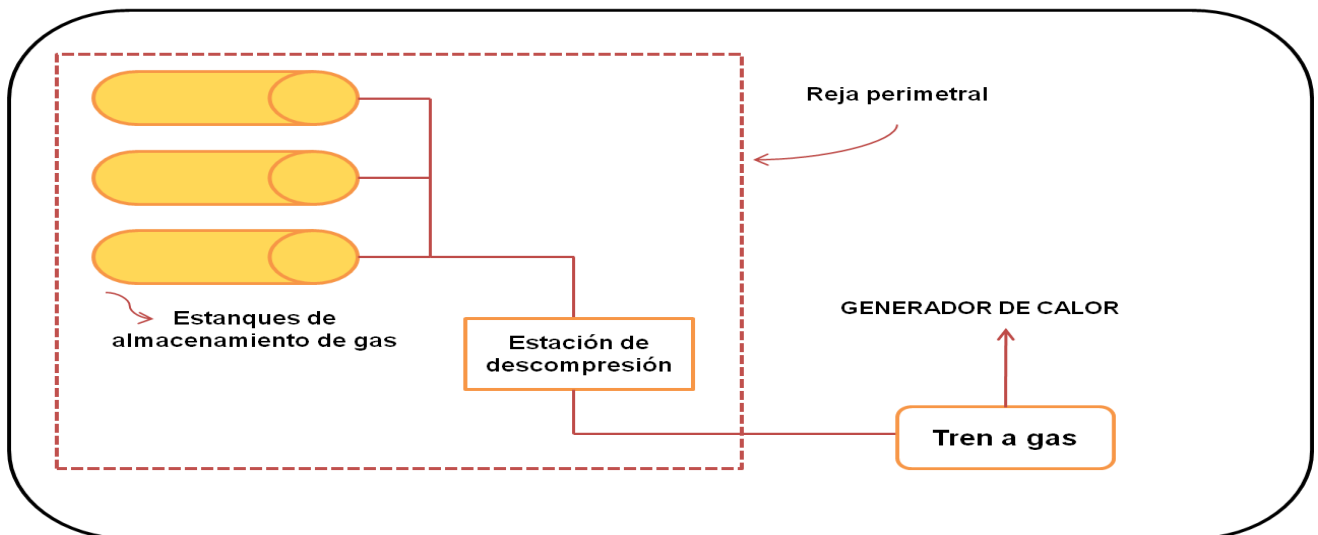 Reja perimetral
Estanques de
almacenamiento de gas
Estación de
descompresión
GENERADOR DE CALOR
Tren a gas